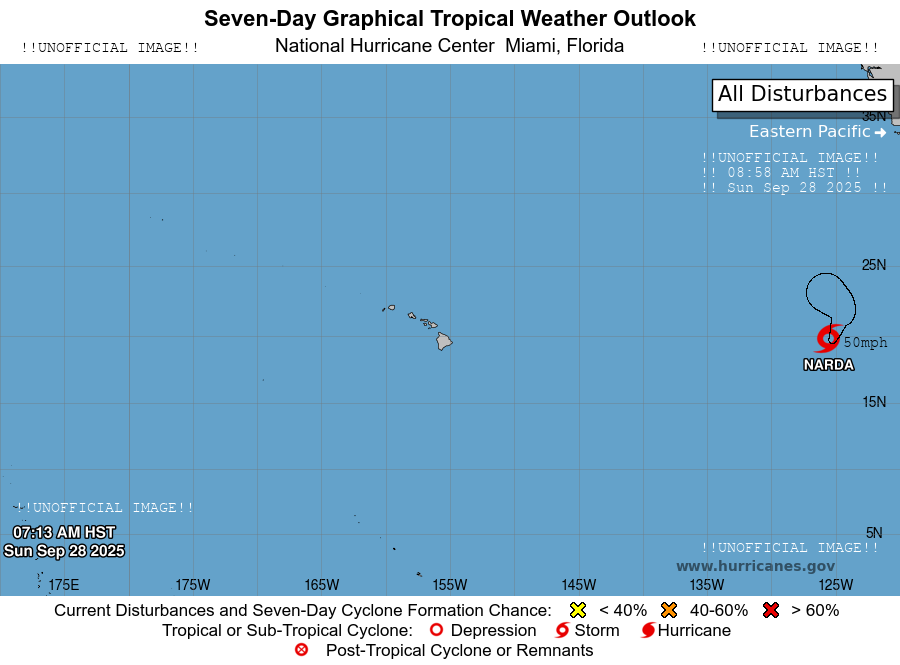 Seven-Day Graphical Tropical Weather Outlook
!!UNOFFICIAL IMAGE!! National Hurricane Center Miami, Florida !!UNOFFICIAL IMAGE!!
All Disturbances
35N
Eastern Pacific
!!UNOFFICIAL IMAGE!!
!! 08:58 AM HST !!
!! Sun Sep 28 2025 !!
25N
50mph
NARDA
15N
!!UNOFFICIAL IMAGE!!
07:13 AM HST
5N
Sun Sep 28 2025
!!UNOFFICIAL IMAGE!!
www.hurricanes.gov
175E 175W 165W 155W 145W 135W 125W
Current Disturbances and Seven-Day Cyclone Formation Chance: < 40% 40-60% > 60%
Tropical or Sub-Tropical Cyclone: Depression Storm Hurricane
Post-Tropical Cyclone or Remnants